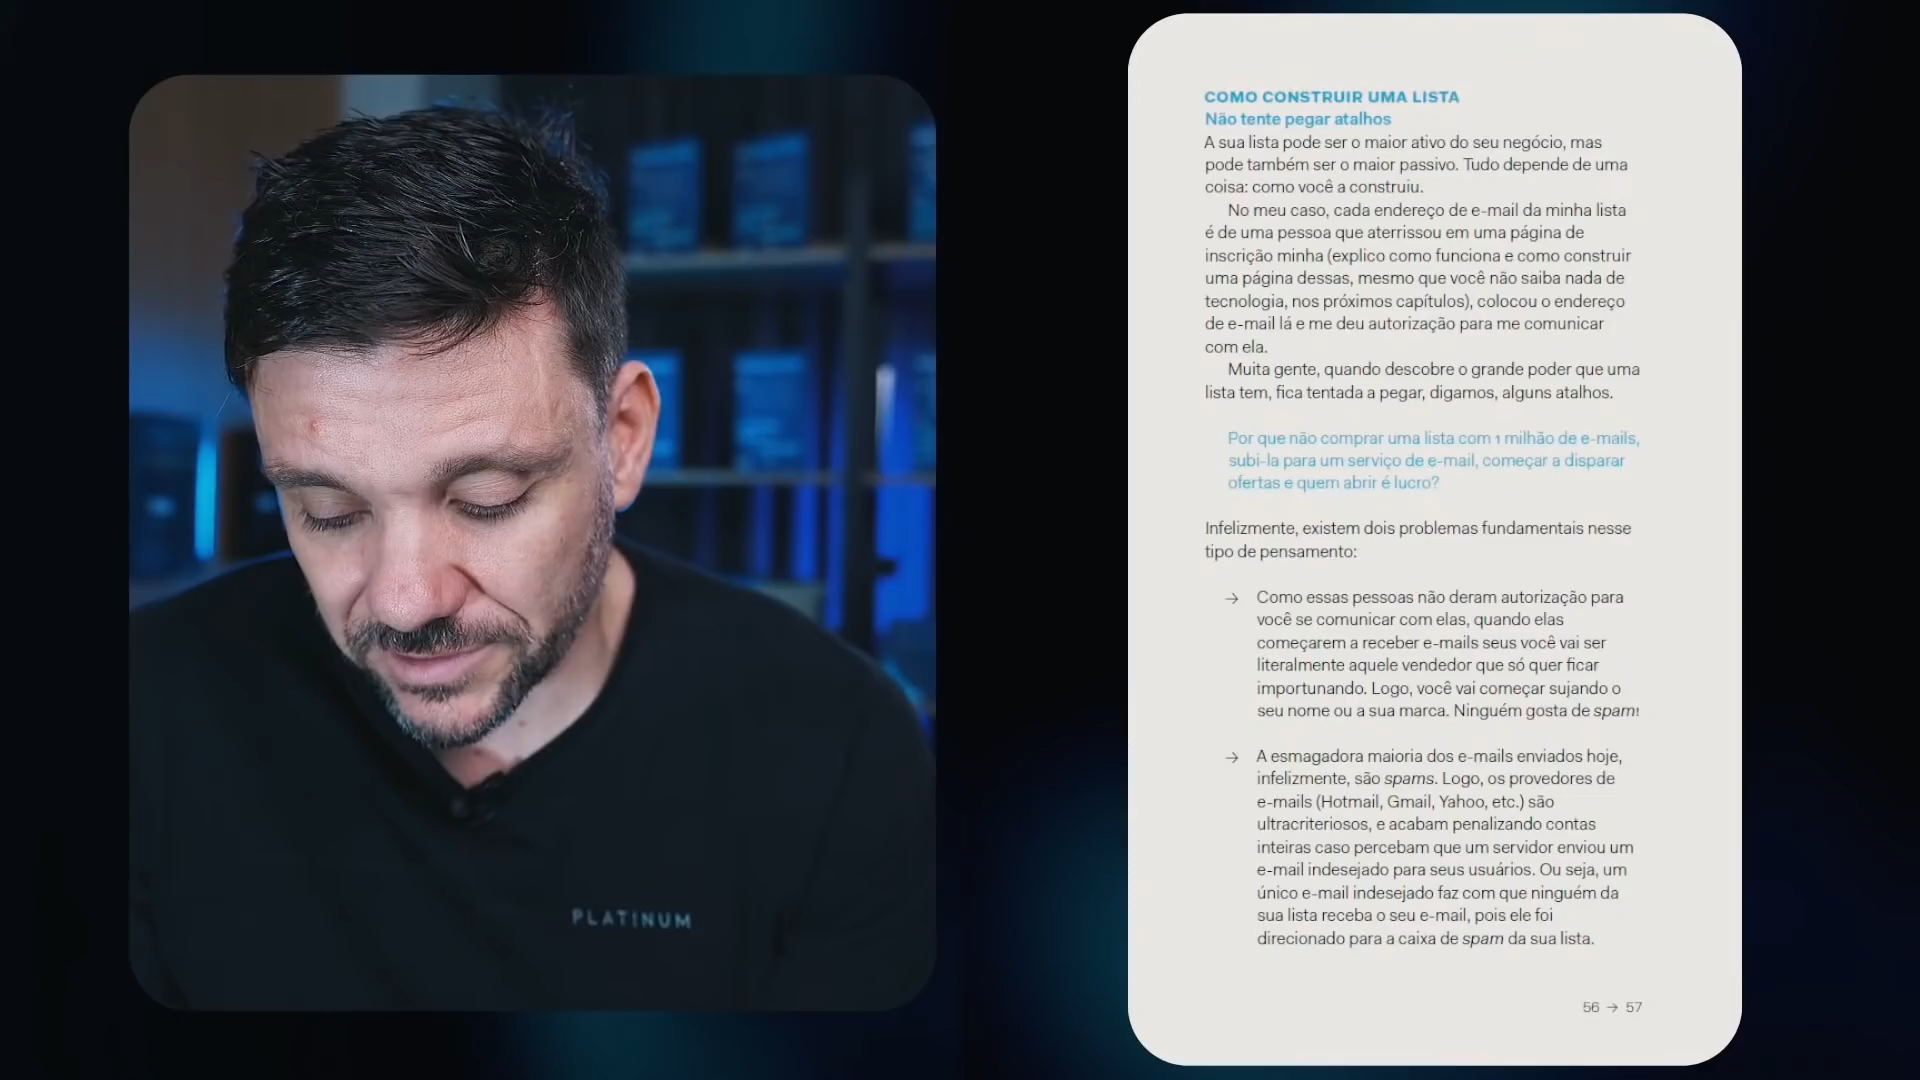 COMO CONSTRUIR UMA LISTA
Não tente pegar atalhos
A sua lista pode ser o maior ativo do seu negócio, mas
pode também ser o maior passivo. Tudo depende de uma
coisa: como você a construiu.
No meu caso, cada endereço de e-mail da minha lista
é de uma pessoa que aterrissou em uma página de
inscrição minha (explico como funciona e como construir
uma página dessas, mesmo que você não saiba nada de
tecnologia, nos próximos capítulos), colocou o endereço
de e-mail lá e me deu autorização para me comunicar
com ela.
Muita gente, quando descobre o grande poder que uma
lista tem, fica tentada a pegar, digamos, alguns atalhos.
Por que não comprar uma lista com 1 milhão de e-mails,
subi-la para um serviço de e-mail, começar a disparar
ofertas e quem abrir é lucro?
Infelizmente, existem dois problemas fundamentais nesse
tipo de pensamento:
→ Como essas pessoas não deram autorização para
você se comunicar com elas, quando elas
começarem a receber e-mails seus você vai ser
literalmente aquele vendedor que só quer ficar
importunando. Logo, você vai começar sujando o
seu nome ou a sua marca. Ninguém gosta de spam!
→ A esmagadora maioria dos e-mails enviados hoje,
infelizmente, são spams. Logo, os provedores de
e-mails (Hotmail, Gmail, Yahoo, etc.) são
ultracriteriosos, e acabam penalizando contas
inteiras caso percebam que um servidor enviou um
e-mail indesejado para seus usuários. Ou seja, um
único e-mail indesejado faz com que ninguém da
sua lista receba o seu e-mail, pois ele foi
direcionado para a caixa de spam da sua lista.
56 → 57
PLATINUM